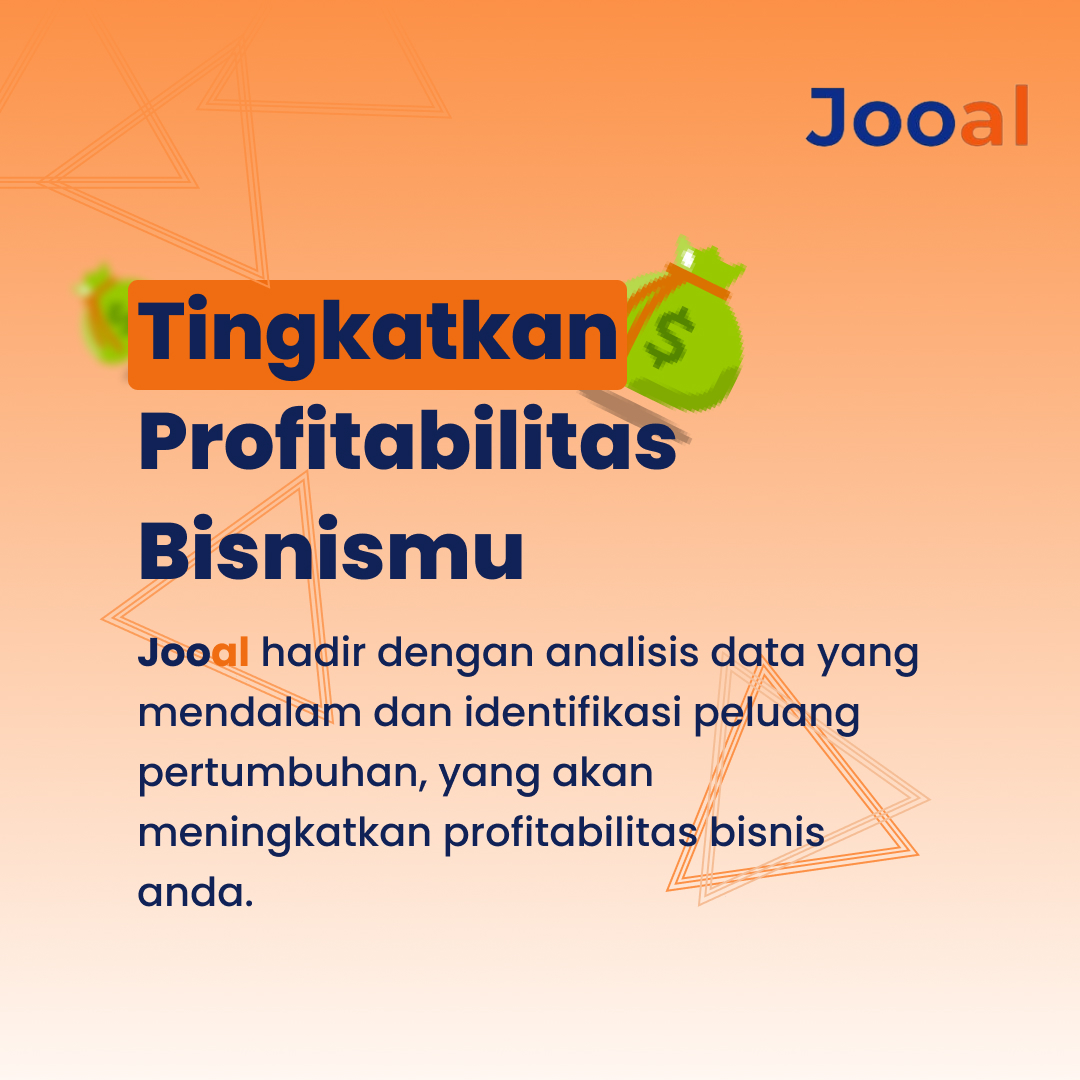 Jooal
Tingkatkan
Profitabilitas
Bisnismu
Jooal hadir dengan analisis data yang
mendalam dan identifikasi peluang
pertumbuhan, yang akan
meningkatkan profitabilitas bisnis
anda.
$